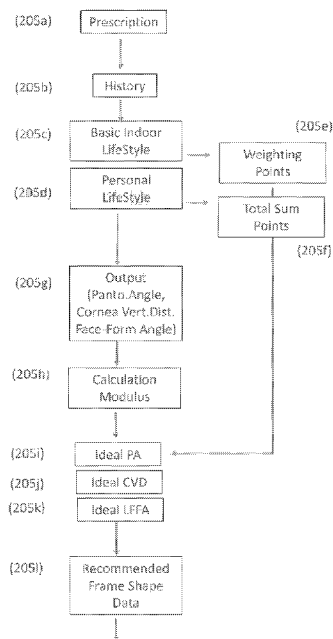 (205a)
Prescription
(205b)
History
(205c)
Basic Indoor
LifeStyle
(205e)
Weighting
Points
(205d)
Personal
LifeStyle
Total Sum
Points
(205f)
(205g)
Output
(Panto.Angle,
Cornea Vert.Dist.
Face-Form Angle)
(205h)
Calculation
Modulus
(205i)
Ideal PA
(205j)
Ideal CVD
(205k)
Ideal LFFA
(205l)
Recommended
Frame Shape
Data